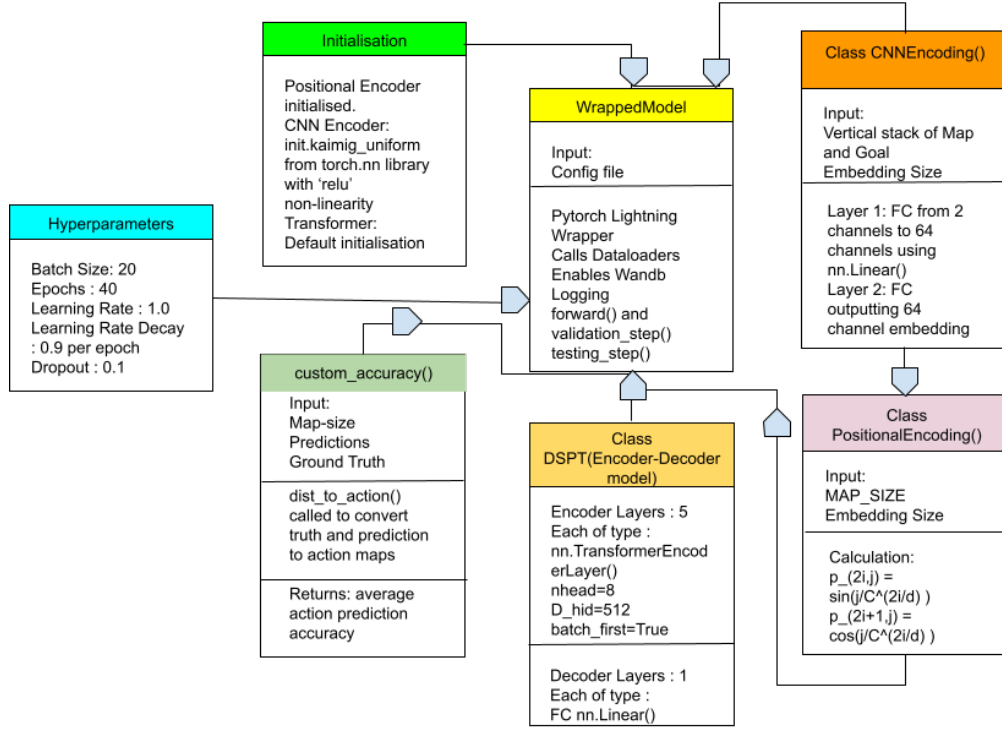 Initialisation
Positional Encoder
initialised.
CNN Encoder:
init.kaimig_uniform
from torch.nn library
with ‘relu’
non-linearity
Transformer:
Default initialisation
Hyperparameters
Batch Size: 20
Epochs : 40
Learning Rate : 1.0
Learning Rate Decay
: 0.9 per epoch
Dropout : 0.1
custom_accuracy()
Input:
Map-size
Predictions
Ground Truth
dist_to_action()
called to convert
truth and prediction
to action maps
Returns: average
action prediction
accuracy
WrappedModel
Input:
Config file
Pytorch Lightning
Wrapper
Calls Dataloaders
Enables Wandb
Logging
forward() and
validation_step()
testing_step()
Class
DSPT(Encoder-Decoder
model)
Encoder Layers : 5
Each of type :
nn.TransformerEncod
erLayer()
nhead=8
D_hid=512
batch_first=True
Decoder Layers : 1
Each of type :
FC nn.Linear()
Class CNNEncoding()
Input:
Vertical stack of Map
and Goal
Embedding Size
Layer 1: FC from 2
channels to 64
channels using
nn.Linear()
Layer 2: FC
outputting 64
channel embedding
Class
PositionalEncoding()
Input:
MAP_SIZE
Embedding Size
Calculation:
p_(2i,j) =
sin(j/C^(2i/d) )
p_(2i+1,j) =
cos(j/C^(2i/d) )